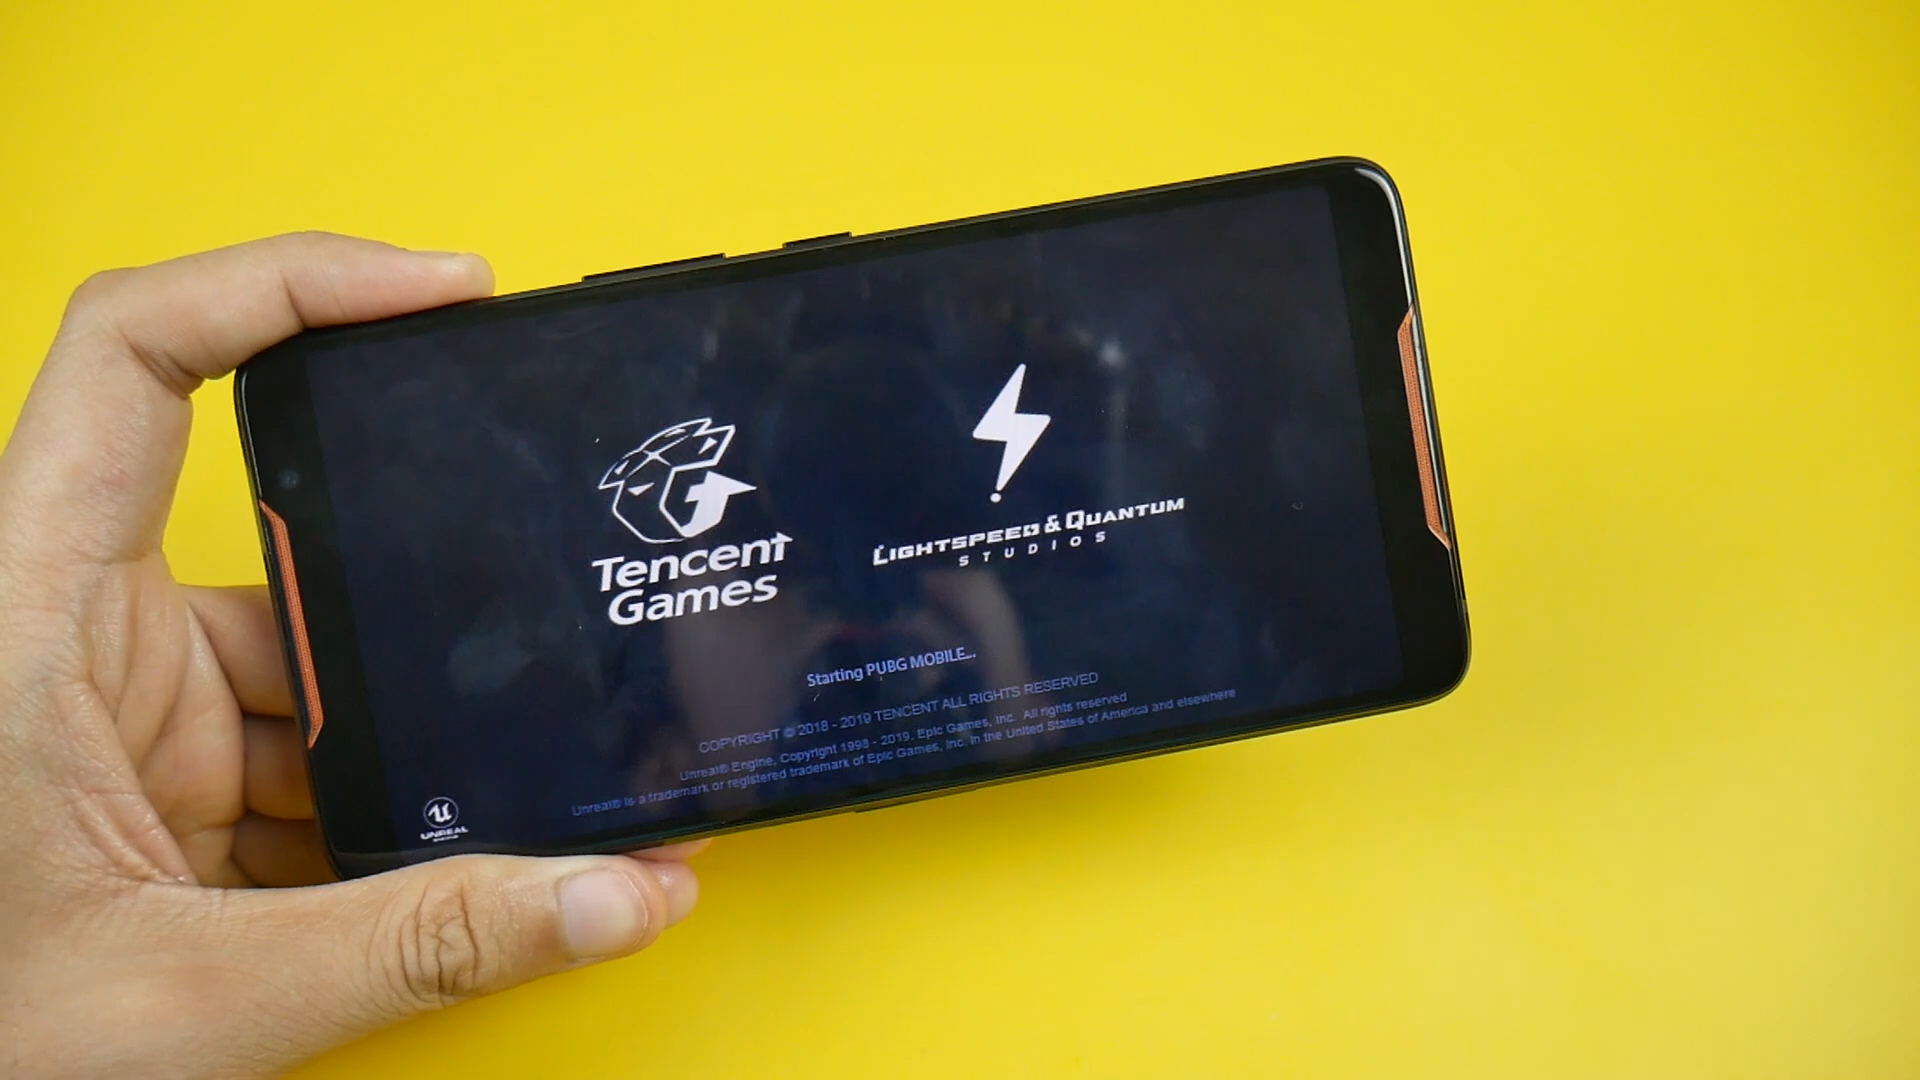 Tencent
Games
LIGHTSPEED & QUANTUM
STUDIOS
Starting PUBG MOBILE...
COPYRIGHT © 2018 - 2019 TENCENT ALL RIGHTS RESERVED
Unreal® Engine, Copyright 1998 - 2019, Epic Games, Inc. All rights reserved
Unreal® is a trademark or registered trademark of Epic Games, Inc. in the United States of America and elsewhere
UNREAL